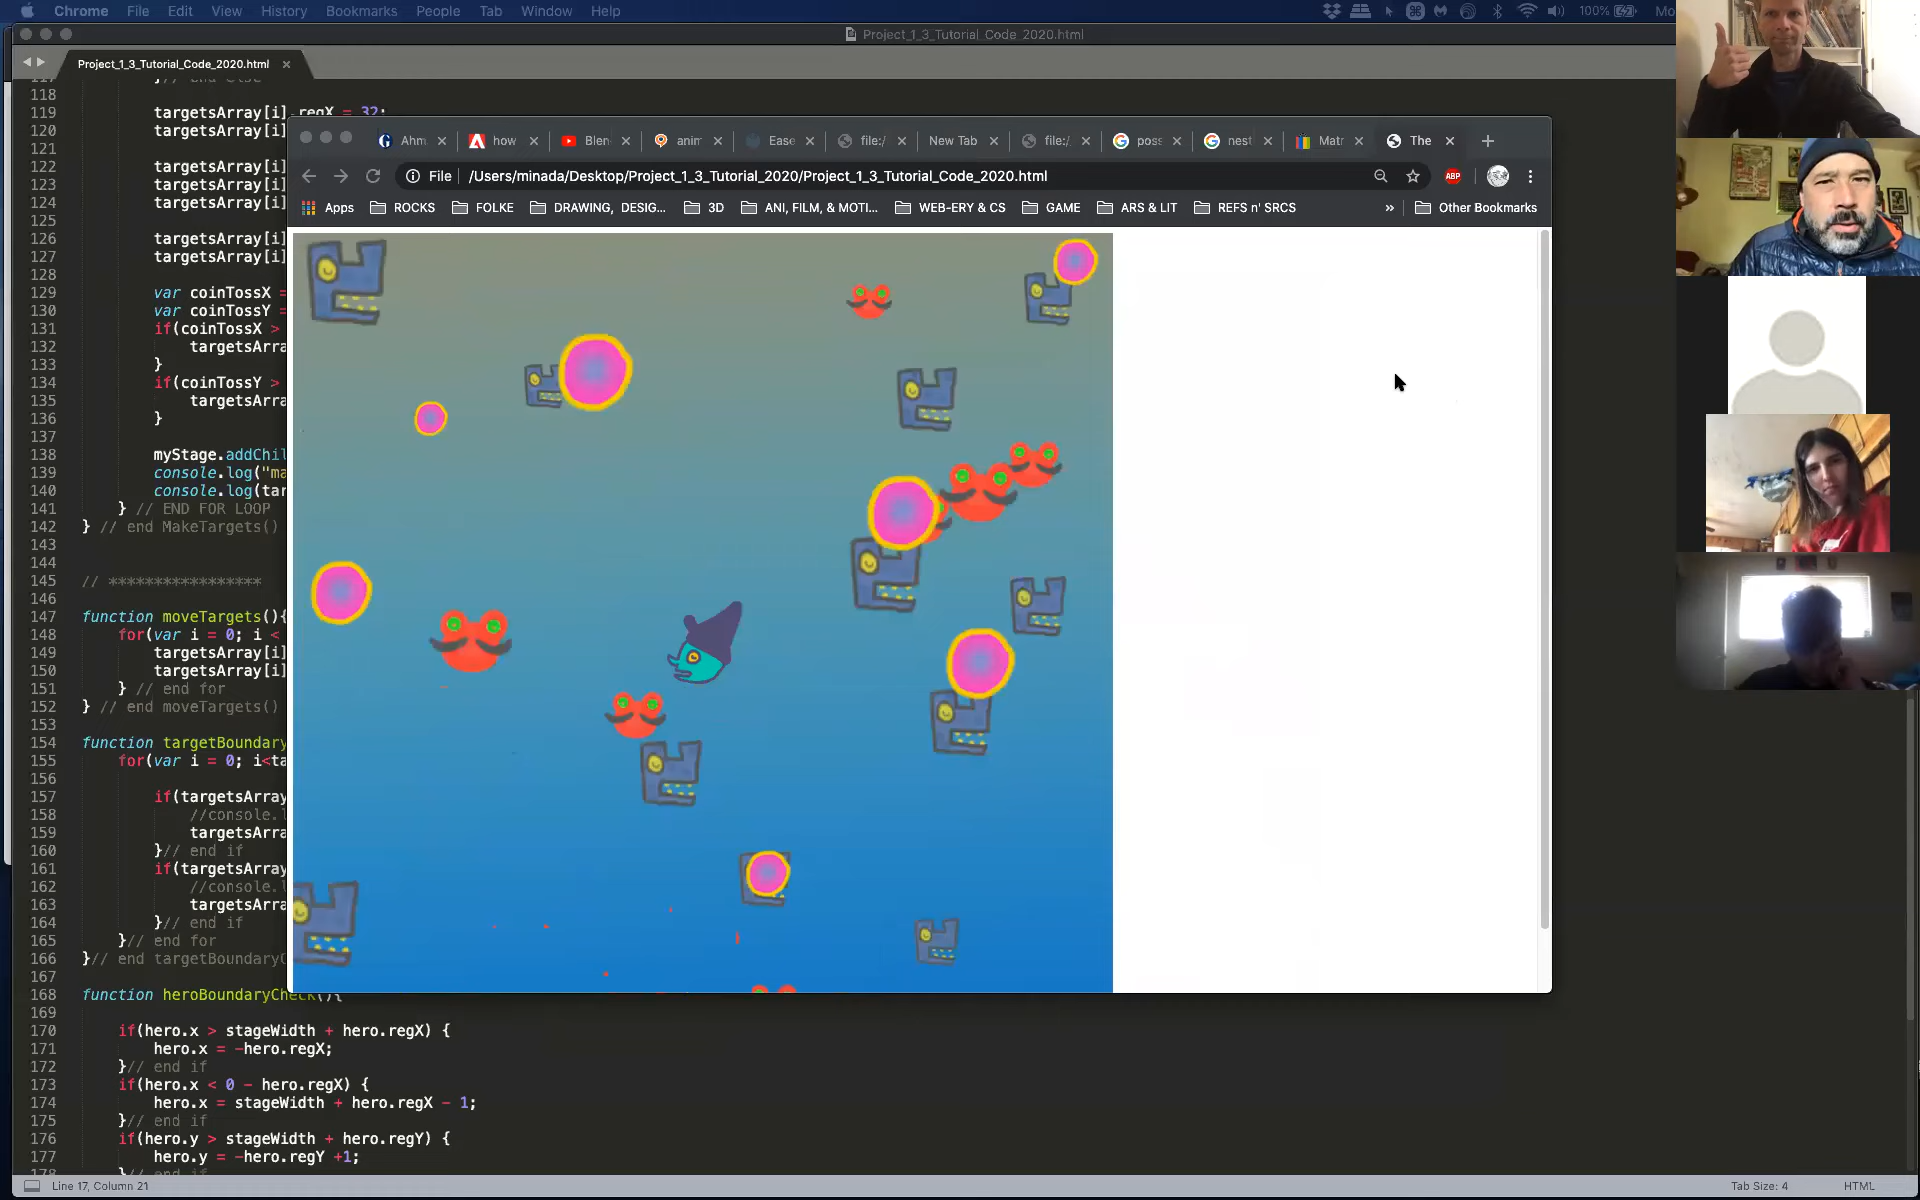 Chrome File Edit View History Bookmarks People Tab Window Help 100% Mo
Project_1_3_Tutorial_Code_2020.html
Project_1_3_Tutorial_Code_2020.html ×
118
119 targetsArray[i].regX = 32;
120 targetsArray[i]
121
122 targetsArray[i]
123 targetsArray[i]
124 targetsArray[i]
125
126 targetsArray[i]
127 targetsArray[i]
128
129 var coinTossX =
130 var coinTossY =
131 if(coinTossX >
132 targetsArra
133 }
134 if(coinTossY >
135 targetsArra
136 }
137
138 myStage.addChil
139 console.log("ma
140 console.log(tar
141 } // END FOR LOOP
142 } // end MakeTargets()
143
144
145 // *****************
146
147 function moveTargets(){
148 for(var i = 0; i <
149 targetsArray[i]
150 targetsArray[i]
151 } // end for
152 } // end moveTargets()
153
154 function targetBoundary
155 for(var i = 0; i<ta
156
157 if(targetsArray
158 //console.l
159 targetsArra
160 }// end if
161 if(targetsArray
162 //console.l
163 targetsArra
164 }// end if
165 }// end for
166 }// end targetBoundaryC
167
168 function heroBoundaryCheck(){
169
170 if(hero.x > stageWidth + hero.regX) {
171 hero.x = -hero.regX;
172 }// end if
173 if(hero.x < 0 - hero.regX) {
174 hero.x = stageWidth + hero.regX - 1;
175 }// end if
176 if(hero.y > stageWidth + hero.regY) {
177 hero.y = -hero.regY +1;
178 }// end if
Ahm × how × Blen × anim × Ease × file:/ × New Tab × file:/ × poss × nest × Matr × The × +
File /Users/minada/Desktop/Project_1_3_Tutorial_2020/Project_1_3_Tutorial_Code_2020.html ABP
Apps ROCKS FOLKE DRAWING, DESIG... 3D ANI, FILM, & MOTI... WEB-ERY & CS GAME ARS & LIT REFS n' SRCS » Other Bookmarks
Line 17, Column 21 Tab Size: 4 HTML